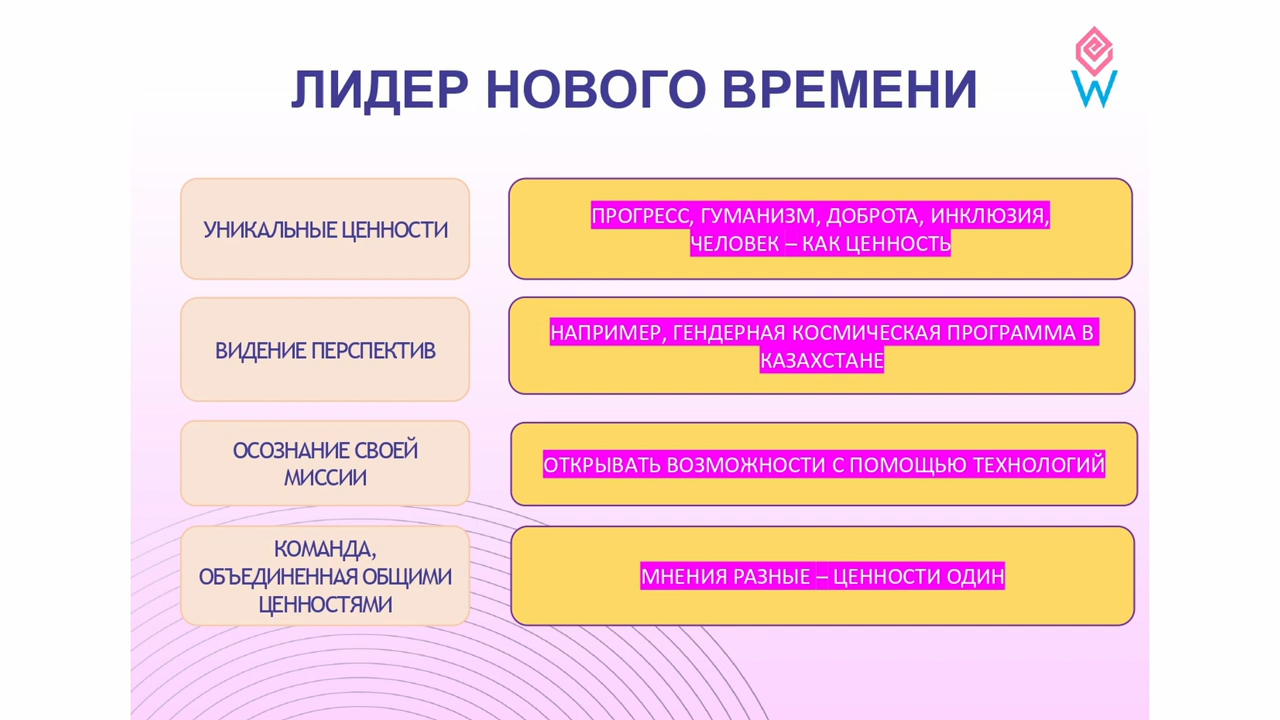 ЛИДЕР НОВОГО ВРЕМЕНИ
W
УНИКАЛЬНЫЕ ЦЕННОСТИ
ПРОГРЕСС, ГУМАНИЗМ, ДОБРОТА, ИНКЛЮЗИЯ,
ЧЕЛОВЕК – КАК ЦЕННОСТЬ
ВИДЕНИЕ ПЕРСПЕКТИВ
НАПРИМЕР, ГЕНДЕРНАЯ КОСМИЧЕСКАЯ ПРОГРАММА В
КАЗАХСТАНЕ
ОСОЗНАНИЕ СВОЕЙ
МИССИИ
ОТКРЫВАТЬ ВОЗМОЖНОСТИ С ПОМОЩЬЮ ТЕХНОЛОГИЙ
КОМАНДА,
ОБЪЕДИНЕННАЯ ОБЩИМИ
ЦЕННОСТЯМИ
МНЕНИЯ РАЗНЫЕ – ЦЕННОСТИ ОДИН